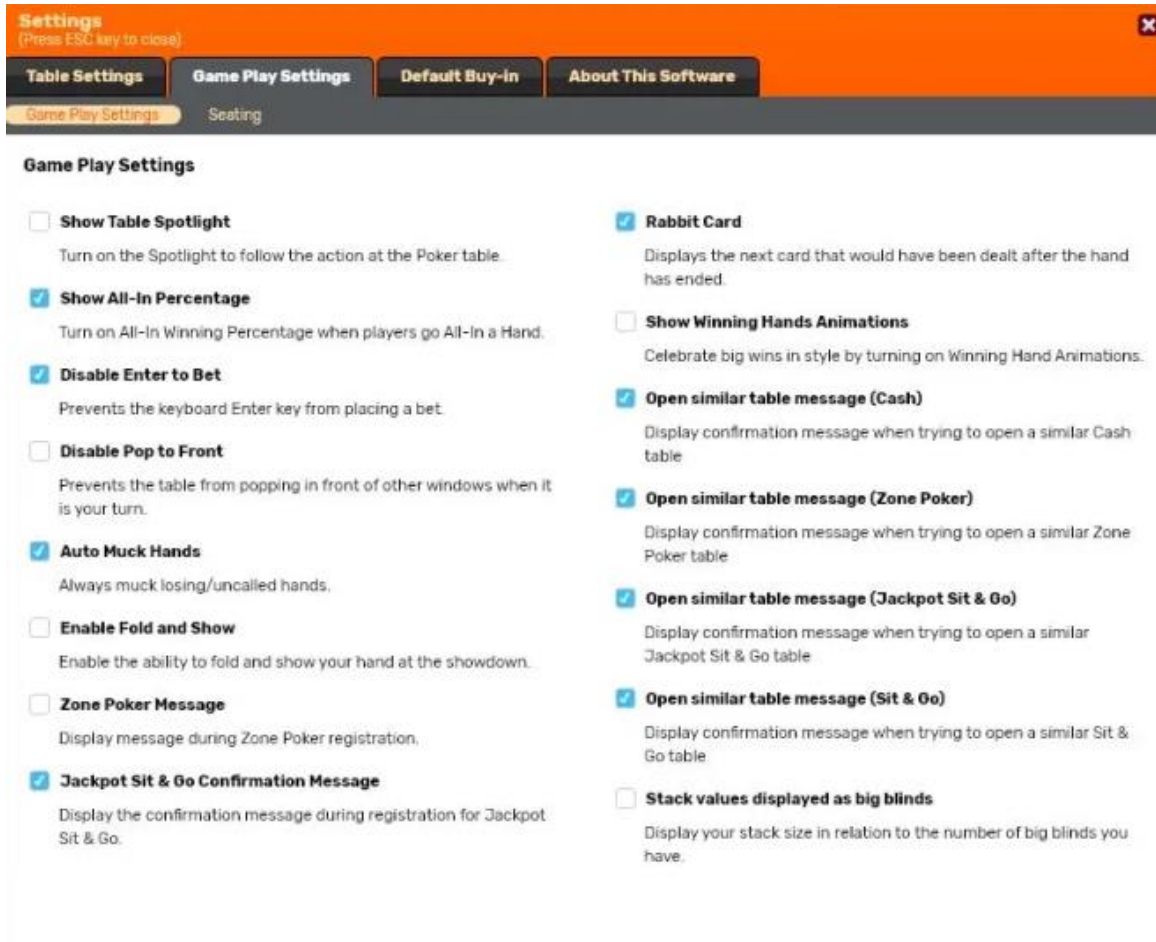 Settings
(Press ESC key to close)
Table Settings
Game Play Settings
Default Buy-in
About This Software
Game Play Settings
Seating
Game Play Settings
Show Table Spotlight
Turn on the Spotlight to follow the action at the Poker table.
Show All-In Percentage
Turn on All-In Winning Percentage when players go All-In a Hand.
Disable Enter to Bet
Prevents the keyboard Enter key from placing a bet.
Disable Pop to Front
Prevents the table from popping in front of other windows when it
is your turn.
Auto Muck Hands
Always muck losing/uncalled hands.
Enable Fold and Show
Enable the ability to fold and show your hand at the showdown.
Zone Poker Message
Display message during Zone Poker registration.
Jackpot Sit & Go Confirmation Message
Display the confirmation message during registration for Jackpot
Sit & Go.
Rabbit Card
Displays the next card that would have been dealt after the hand
has ended.
Show Winning Hands Animations
Celebrate big wins in style by turning on Winning Hand Animations.
Open similar table message (Cash)
Display confirmation message when trying to open a similar Cash
table
Open similar table message (Zone Poker)
Display confirmation message when trying to open a similar Zone
Poker table
Open similar table message (Jackpot Sit & Go)
Display confirmation message when trying to open a similar
Jackpot Sit & Go table
Open similar table message (Sit & Go)
Display confirmation message when trying to open a similar Sit &
Go table
Stack values displayed as big blinds
Display your stack size in relation to the number of big blinds you
have.